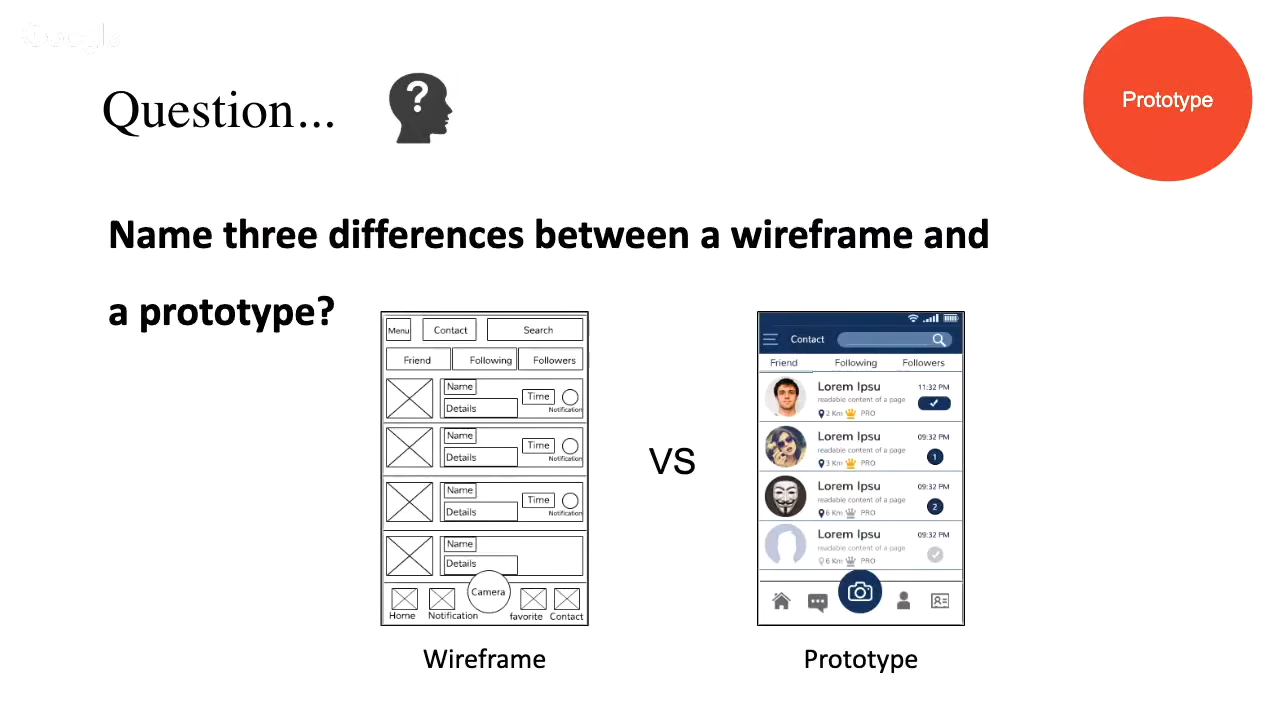 Google
Question...
?
Prototype
Name three differences between a wireframe and
a prototype?
Menu Contact Search
Friend Following Followers
Name
Time
Details
Notification
Name
Time
Details
Notification
Name
Time
Details
Notification
Name
Details
Camera
Home Notification favorite Contact
Wireframe
VS
Contact
Friend Following Followers
Lorem Ipsu 11:32 PM
readable content of a page
2 Km PRO
Lorem Ipsu 09:32 PM
readable content of a page 1
3 Km PRO
Lorem Ipsu 09:32 PM
readable content of a page 2
6 Km PRO
Lorem Ipsu 09:32 PM
readable content of a page
6 Km PRO
Prototype